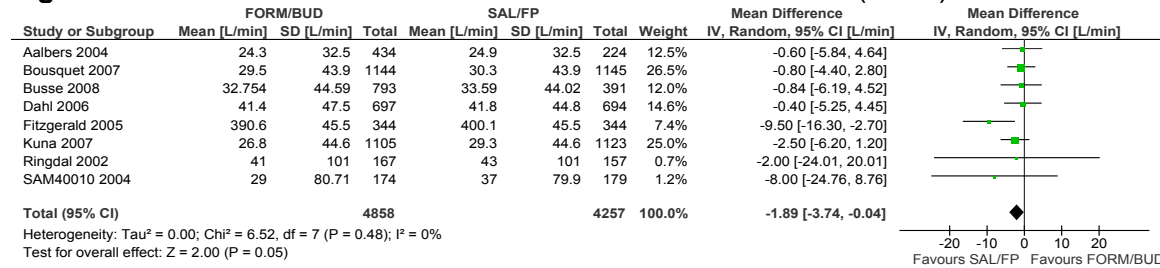 FORM/BUD SAL/FP Mean Difference Mean Difference
Study or Subgroup Mean [L/min] SD [L/min] Total Mean [L/min] SD [L/min] Total Weight IV, Random, 95% CI [L/min] IV, Random, 95% CI [L/min]
Aalbers 2004 24.3 32.5 434 24.9 32.5 224 12.5% -0.60 [-5.84, 4.64]
Bousquet 2007 29.5 43.9 1144 30.3 43.9 1145 26.5% -0.80 [-4.40, 2.80]
Busse 2008 32.754 44.59 793 33.59 44.02 391 12.0% -0.84 [-6.19, 4.52]
Dahl 2006 41.4 47.5 697 41.8 44.8 694 14.6% -0.40 [-5.25, 4.45]
Fitzgerald 2005 390.6 45.5 344 400.1 45.5 344 7.4% -9.50 [-16.30, -2.70]
Kuna 2007 26.8 44.6 1105 29.3 44.6 1123 25.0% -2.50 [-6.20, 1.20]
Ringdal 2002 41 101 167 43 101 157 0.7% -2.00 [-24.01, 20.01]
SAM40010 2004 29 80.71 174 37 79.9 179 1.2% -8.00 [-24.76, 8.76]
Total (95% CI) 4858 4257 100.0% -1.89 [-3.74, -0.04]
Heterogeneity: Tau² = 0.00; Chi² = 6.52, df = 7 (P = 0.48); I² = 0%
Test for overall effect: Z = 2.00 (P = 0.05)
-20 -10 0 10 20
Favours SAL/FP Favours FORM/BUD